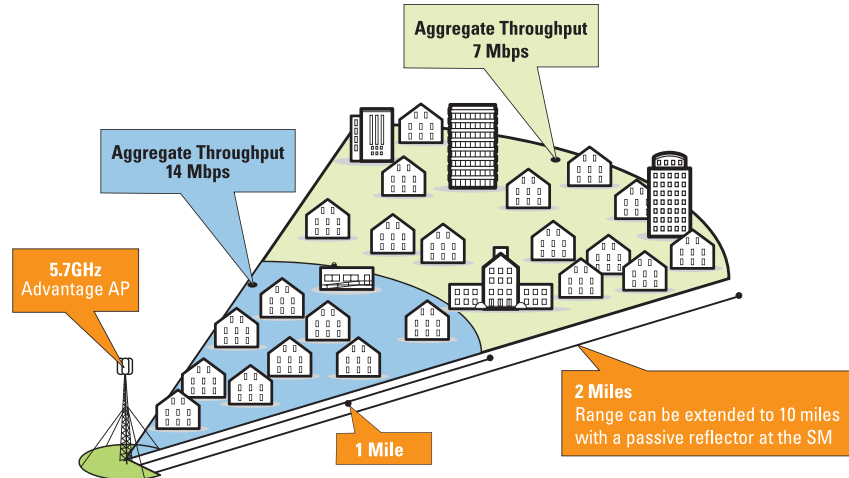 Aggregate Throughput
7 Mbps
Aggregate Throughput
14 Mbps
5.7GHz
Advantage AP
2 Miles
Range can be extended to 10 miles
with a passive reflector at the SM
1 Mile